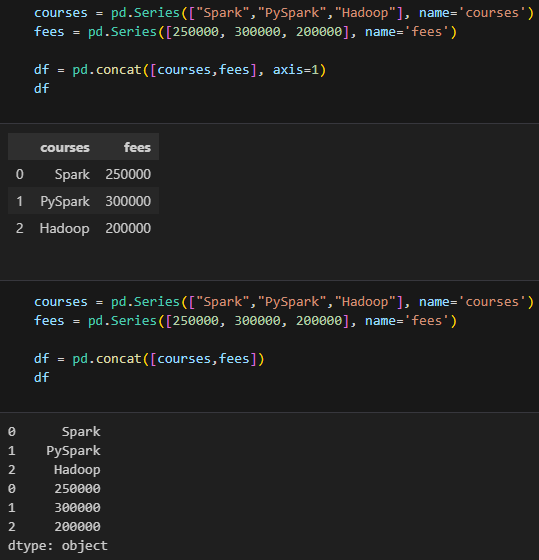 courses = pd.Series(["Spark","PySpark","Hadoop"], name='courses')
fees = pd.Series([250000, 300000, 200000], name='fees')
df = pd.concat([courses,fees], axis=1)
df
courses fees
0 Spark 250000
1 PySpark 300000
2 Hadoop 200000
courses = pd.Series(["Spark","PySpark","Hadoop"], name='courses')
fees = pd.Series([250000, 300000, 200000], name='fees')
df = pd.concat([courses,fees])
df
0 Spark
1 PySpark
2 Hadoop
0 250000
1 300000
2 200000
dtype: object